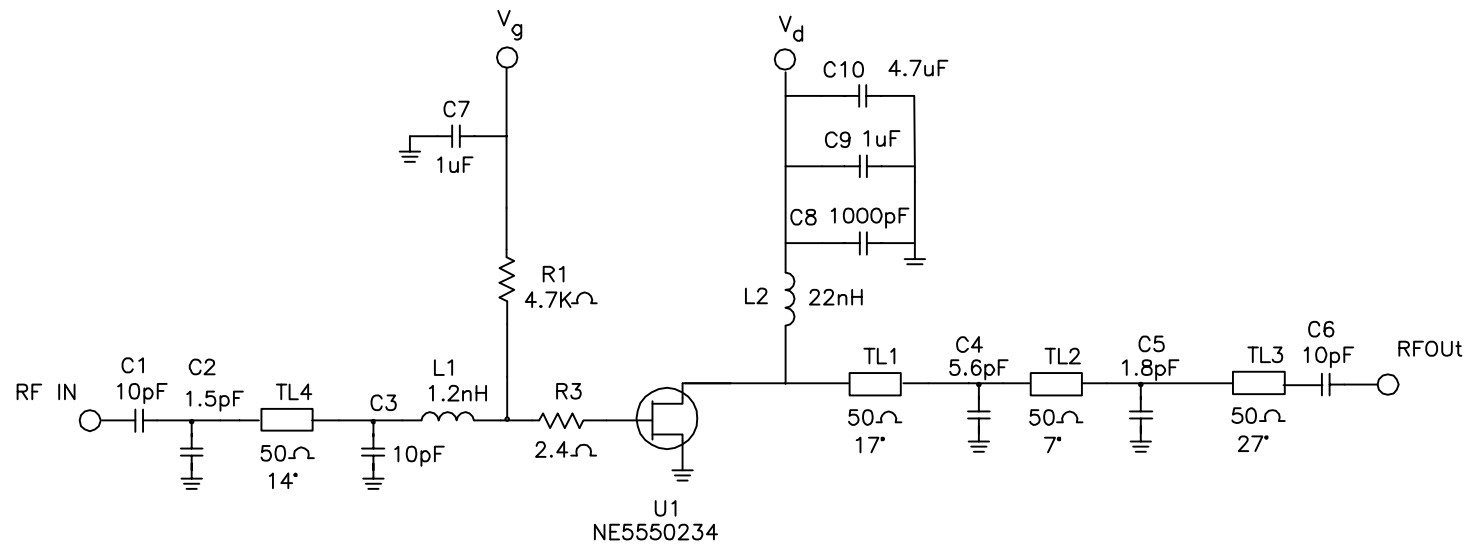 Vg
Vd
C10 4.7uF
C7
1uF
C9 1uF
C8 1000pF
R1
4.7KΩ
L2 22nH
RF IN
C1
10pF
C2
1.5pF
TL4
50Ω
14°
C3
10pF
L1
1.2nH
R3
2.4Ω
U1
NE5550234
TL1
50Ω
17°
C4
5.6pF
TL2
50Ω
7°
C5
1.8pF
TL3
50Ω
27°
C6
10pF
RFOUt